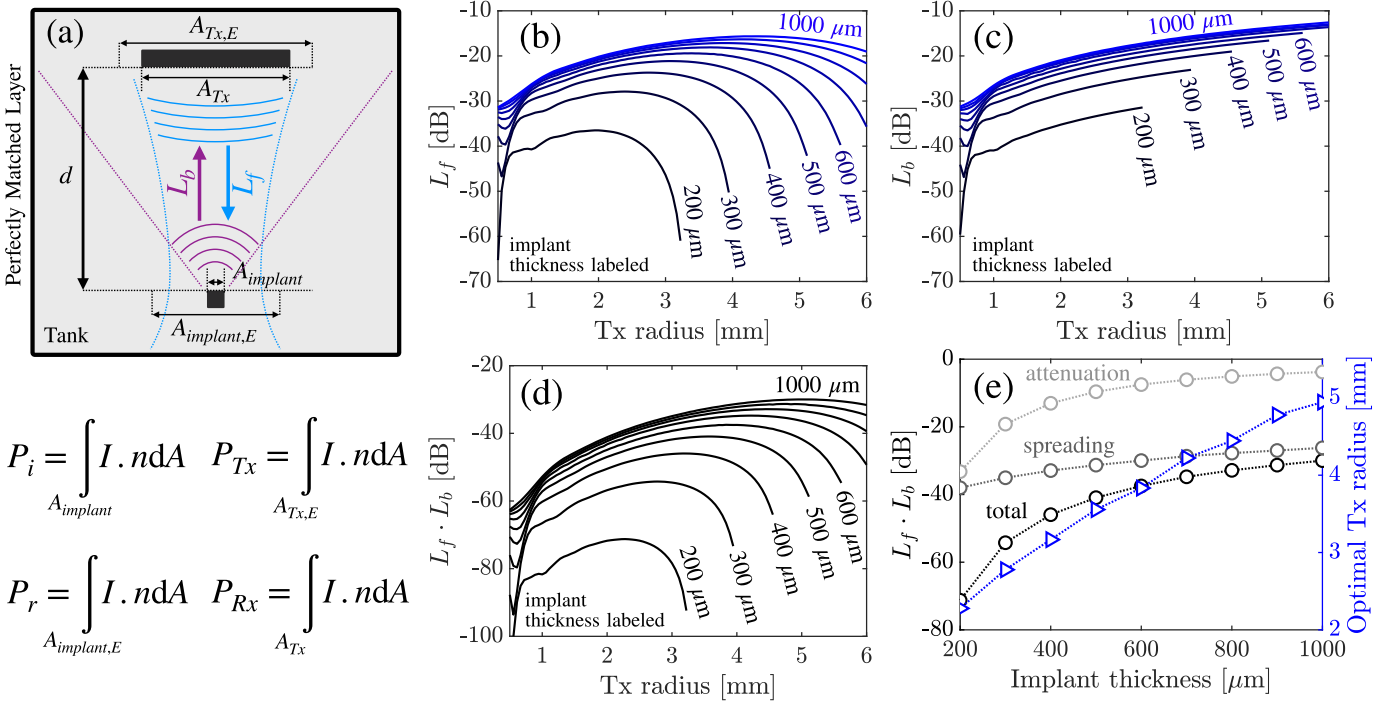 (a)
A_{Tx,E}
A_{Tx}
d
L_b
L_f
A_{implant}
A_{implant,E}
Tank
Perfectly Matched Layer
P_i = ∫_{A_{implant}} I . ndA
P_{Tx} = ∫_{A_{Tx,E}} I . ndA
P_r = ∫_{A_{implant,E}} I . ndA
P_{Rx} = ∫_{A_{Tx}} I . ndA
(b)
-10
-20
-30
-40
-50
-60
-70
L_f [dB]
1000 μm
200 μm
300 μm
400 μm
500 μm
600 μm
implant
thickness labeled
1 2 3 4 5 6
Tx radius [mm]
(c)
-10
-20
-30
-40
-50
-60
-70
L_b [dB]
1000 μm
200 μm
300 μm
400 μm
500 μm
600 μm
implant
thickness labeled
1 2 3 4 5 6
Tx radius [mm]
(d)
-20
-40
-60
-80
-100
L_f · L_b [dB]
1000 μm
200 μm
300 μm
400 μm
500 μm
600 μm
implant
thickness labeled
1 2 3 4 5 6
Tx radius [mm]
(e)
0
-20
-40
-60
-80
L_f · L_b [dB]
attenuation
spreading
total
5
4
3
2
Optimal Tx radius [mm]
200 400 600 800 1000
Implant thickness [μm]